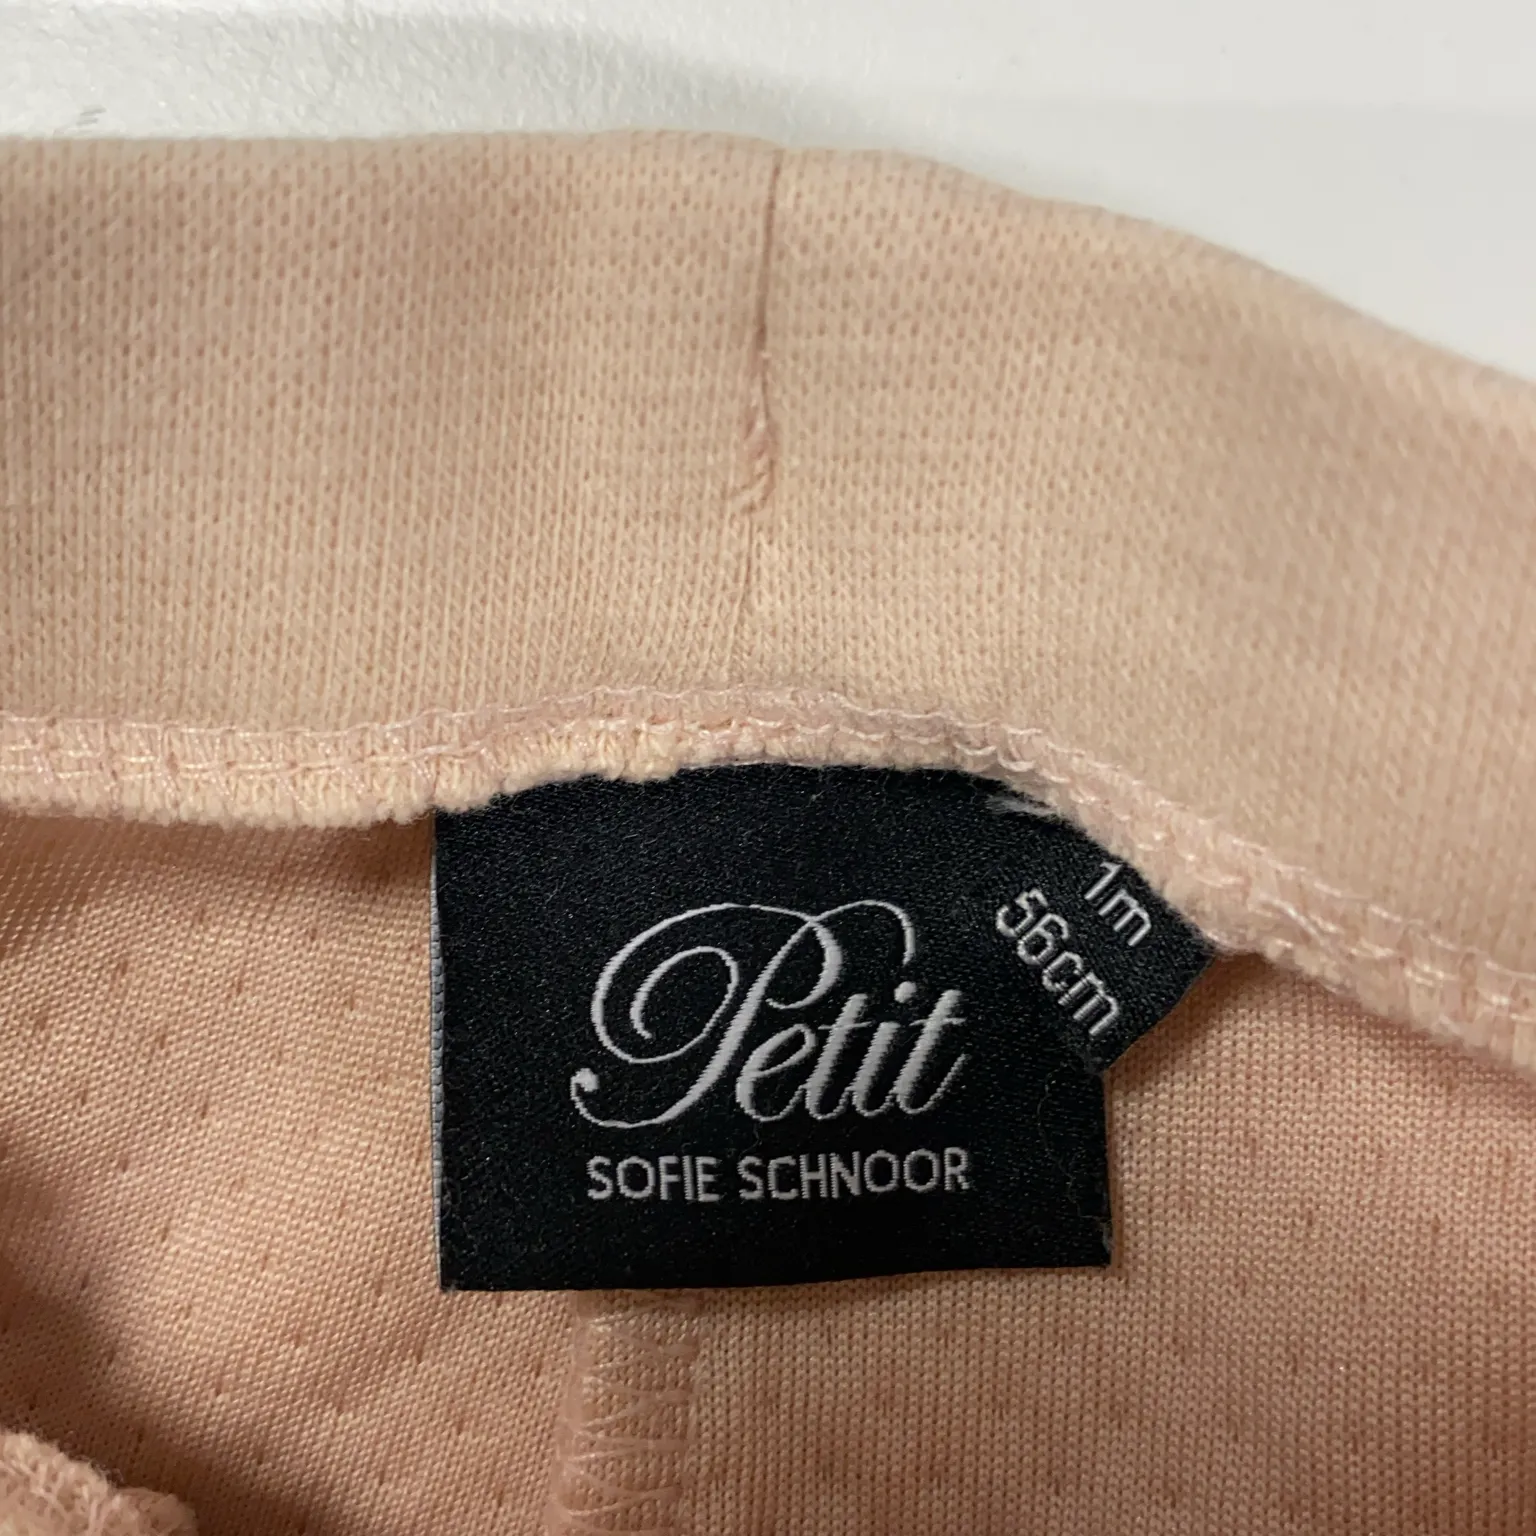 Petit
SOFIE SCHNOOR
1m
56cm